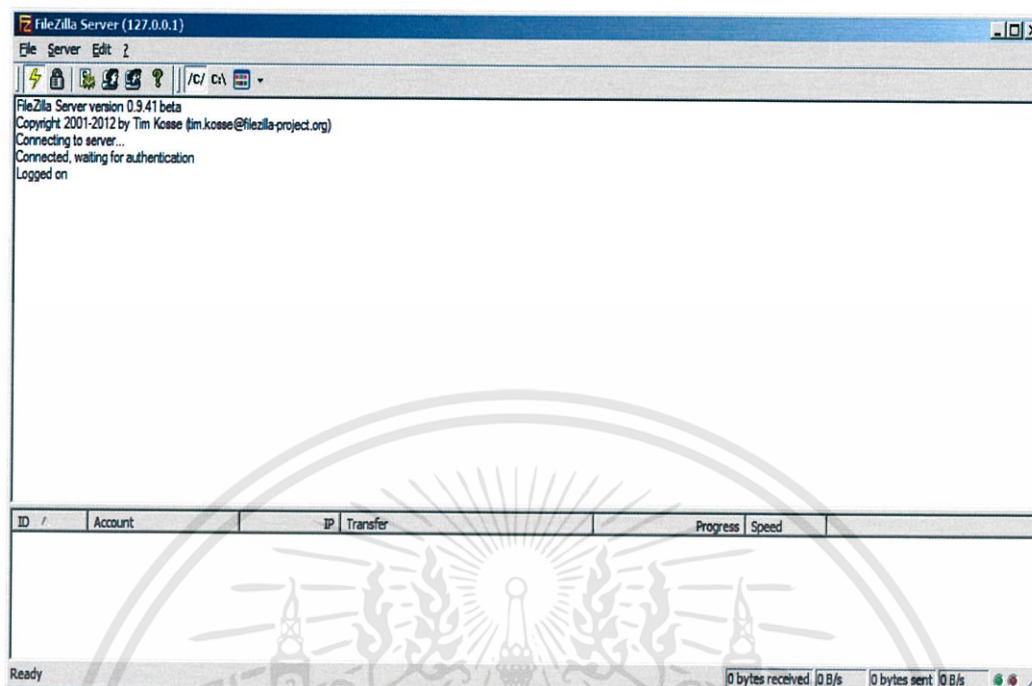 FileZilla Server (127.0.0.1)
File Server Edit ?
/C/ C:\
FileZilla Server version 0.9.41 beta
Copyright 2001-2012 by Tim Kosse (tim.kosse@filezilla-project.org)
Connecting to server...
Connected, waiting for authentication
Logged on
ID / Account IP Transfer Progress Speed
Ready 0 bytes received 0 B/s 0 bytes sent 0 B/s